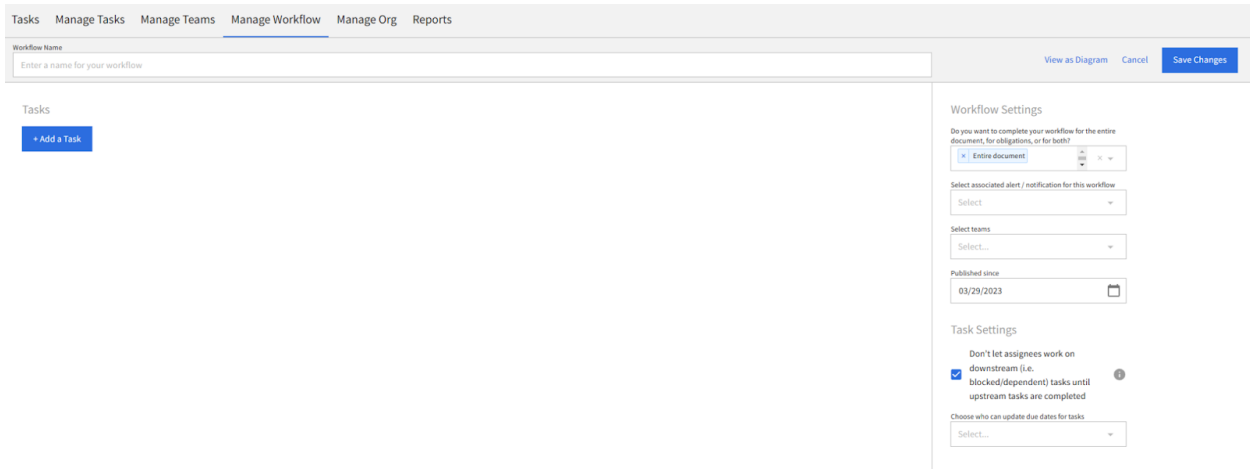 Tasks Manage Tasks Manage Teams Manage Workflow Manage Org Reports
Workflow Name
Enter a name for your workflow
View as Diagram Cancel Save Changes
Tasks
+ Add a Task
Workflow Settings
Do you want to complete your workflow for the entire
document, for obligations, or for both?
× Entire document ×
Select associated alert / notification for this workflow
Select
Select teams
Select...
Published since
03/29/2023
Task Settings
Don't let assignees work on
downstream (i.e.
blocked/dependent) tasks until
upstream tasks are completed
Choose who can update due dates for tasks
Select...